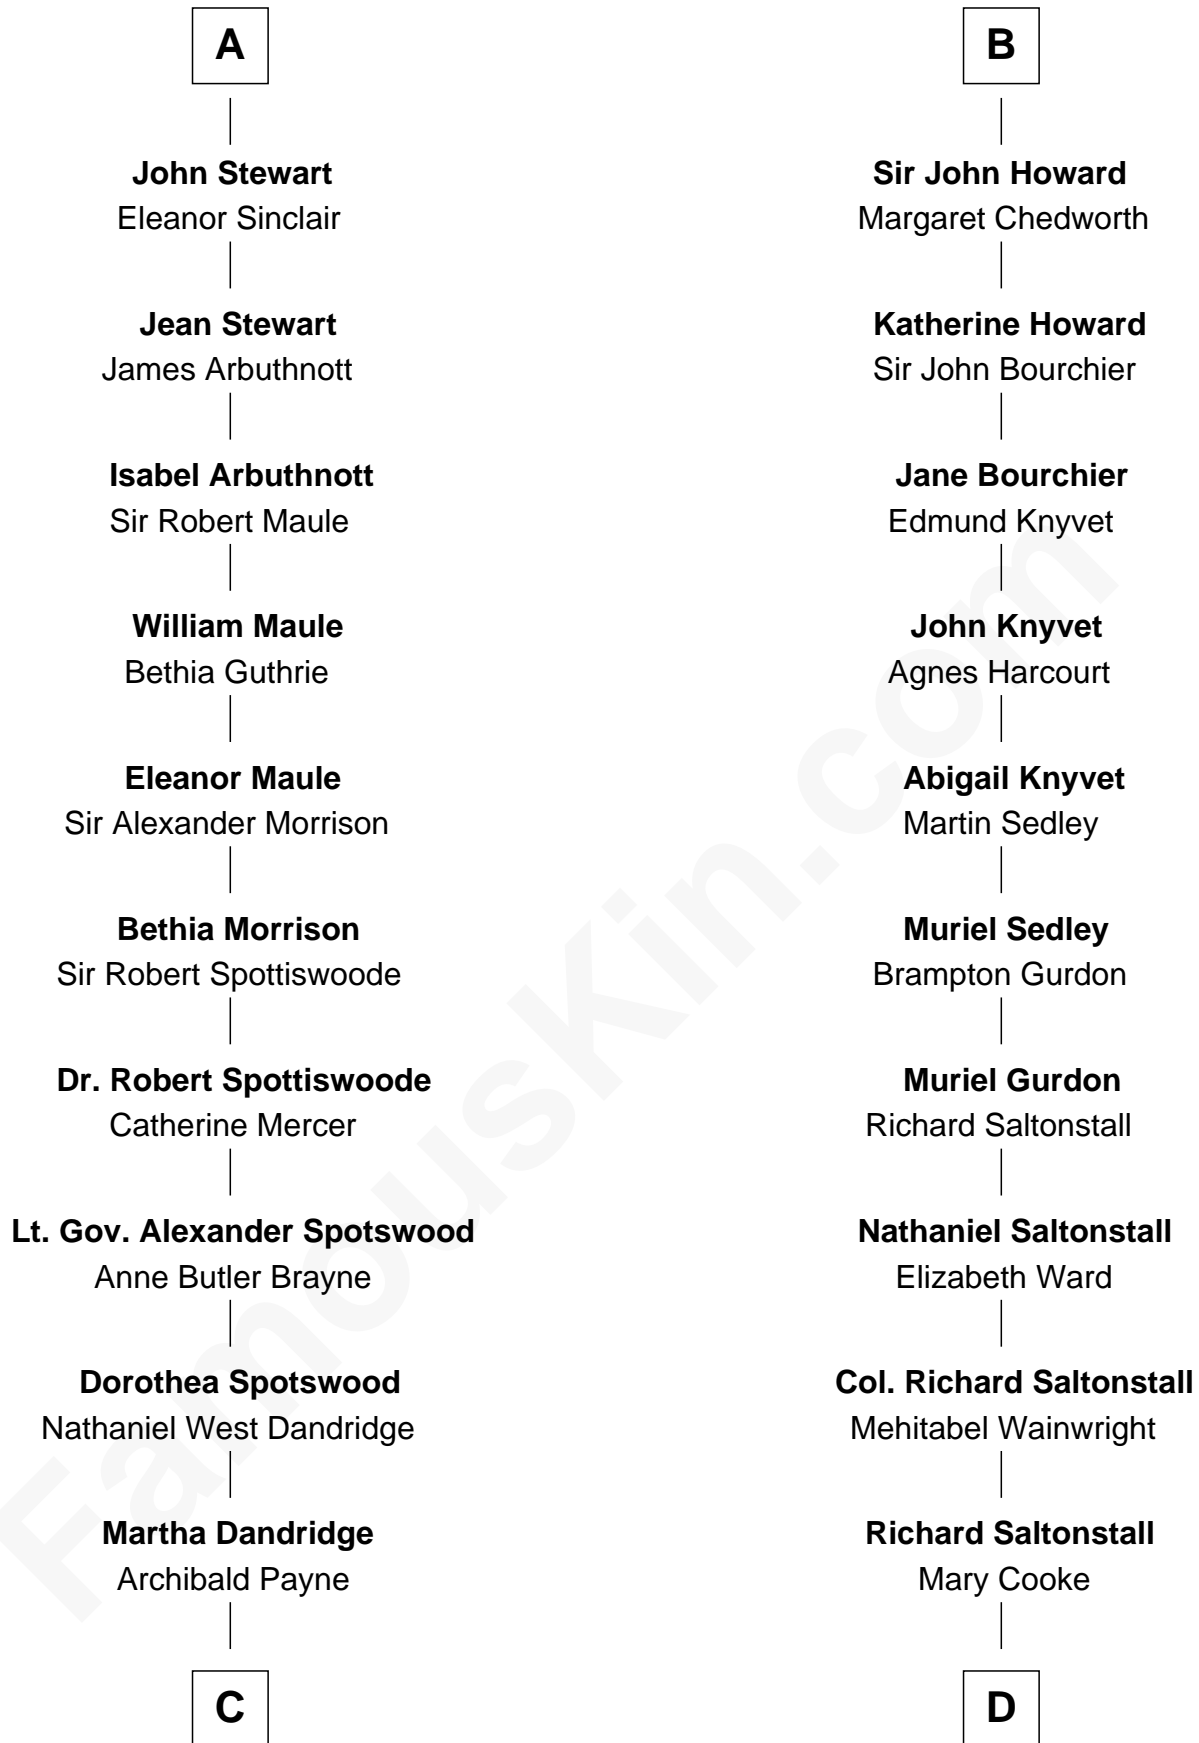 A
John Stewart
Eleanor Sinclair
Jean Stewart
James Arbuthnott
Isabel Arbuthnott
Sir Robert Maule
William Maule
Bethia Guthrie
Eleanor Maule
Sir Alexander Morrison
Bethia Morrison
Sir Robert Spottiswoode
Dr. Robert Spottiswoode
Catherine Mercer
Lt. Gov. Alexander Spotswood
Anne Butler Brayne
Dorothea Spotswood
Nathaniel West Dandridge
Martha Dandridge
Archibald Payne
C
B
Sir John Howard
Margaret Chedworth
Katherine Howard
Sir John Bourchier
Jane Bourchier
Edmund Knyvet
John Knyvet
Agnes Harcourt
Abigail Knyvet
Martin Sedley
Muriel Sedley
Brampton Gurdon
Muriel Gurdon
Richard Saltonstall
Nathaniel Saltonstall
Elizabeth Ward
Col. Richard Saltonstall
Mehitabel Wainwright
Richard Saltonstall
Mary Cooke
D
FamousKin.com